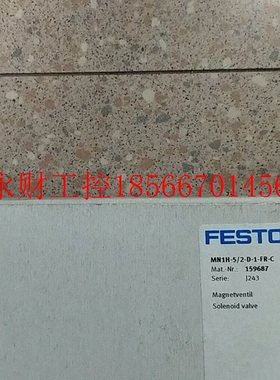 永财工控18566701456
FESTO
MN1H-5/2-D-1-FR-C
Mat.-Nr.: 159687
Serie: J243
Magnetventil
Solenoid valve